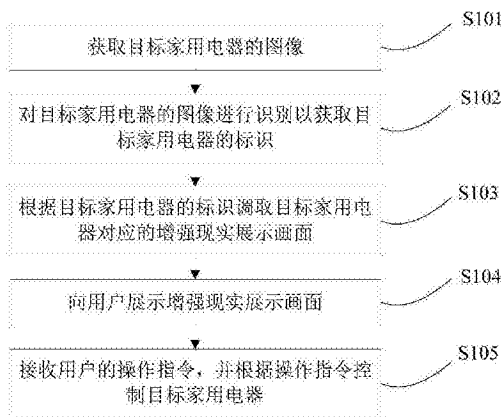 获取目标家用电器的图像
S101
对目标家用电器的图像进行识别以获取目
标家用电器的标识
S102
根据目标家用电器的标识调取目标家用电
器对应的增强现实展示画面
S103
向用户展示增强现实展示画面
S104
接收用户的操作指令，并根据操作指令控
制目标家用电器
S105